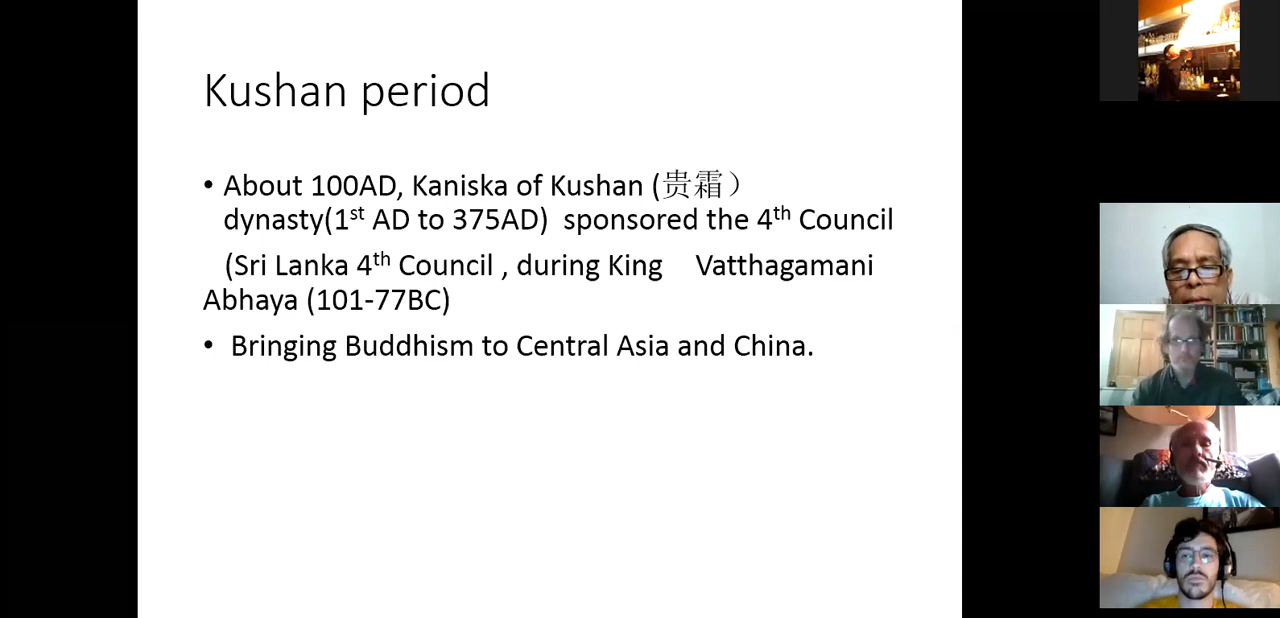 Kushan period
• About 100AD, Kaniska of Kushan (贵霜）
dynasty(1st AD to 375AD) sponsored the 4th Council
(Sri Lanka 4th Council , during King Vatthagamani
Abhaya (101-77BC)
• Bringing Buddhism to Central Asia and China.